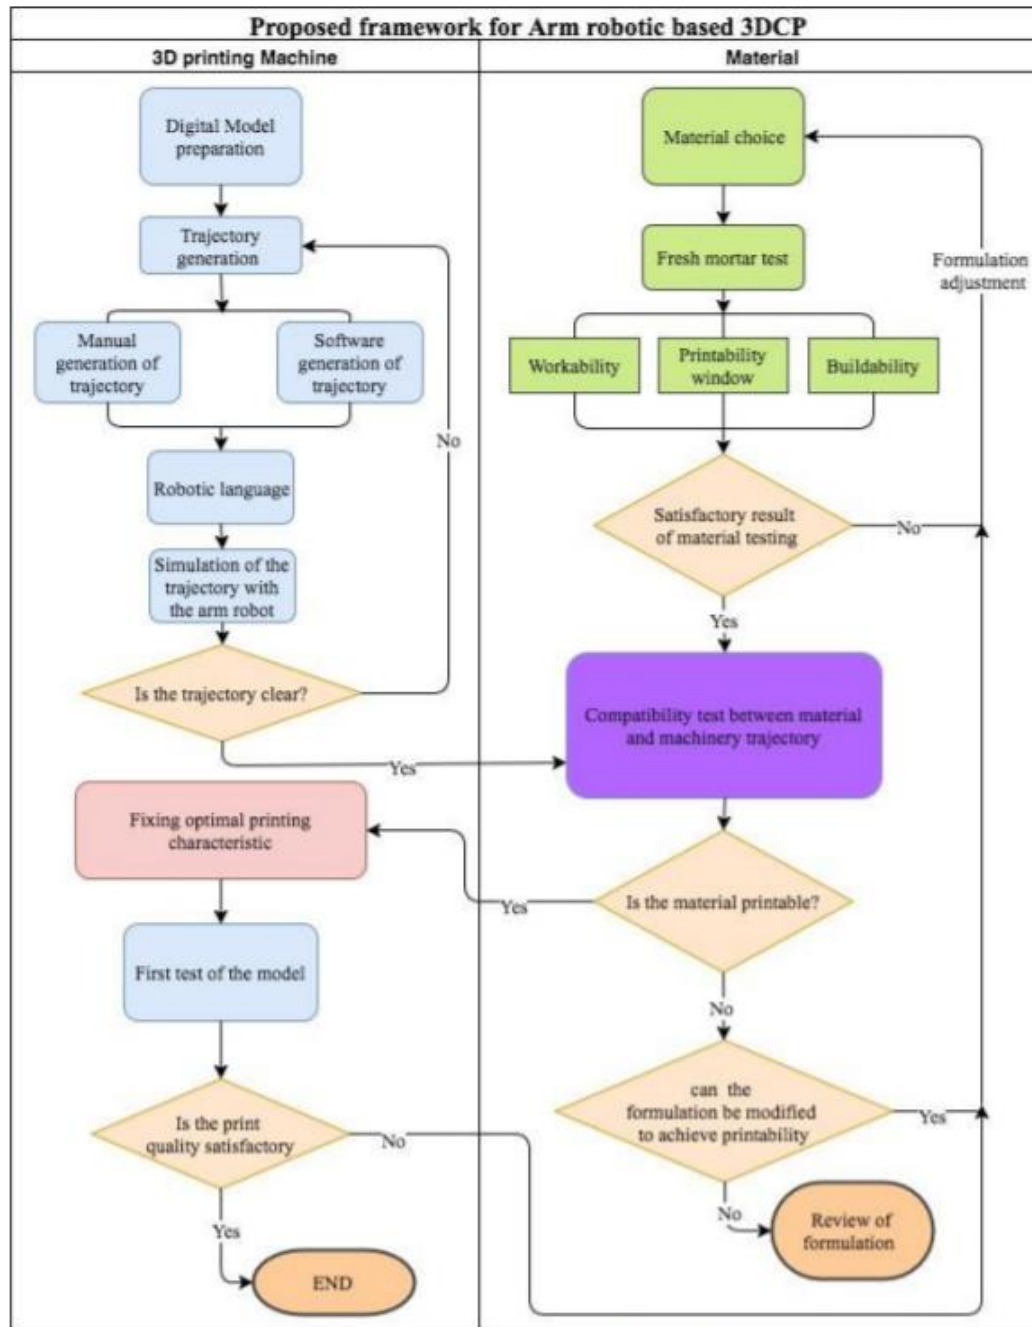 Proposed framework for Arm robotic based 3DCP
3D printing Machine
Material
Digital Model
preparation
Trajectory
generation
Manual
generation of
trajectory
Software
generation of
trajectory
No
Robotic language
Simulation of the
trajectory with
the arm robot
Is the trajectory clear?
Yes
Fixing optimal printing
characteristic
First test of the model
Is the print
quality satisfactory
No
Yes
END
Material choice
Fresh mortar test
Formulation
adjustment
Workability
Printability
window
Buildability
Satisfactory result
of material testing
No
Yes
Compatibility test between material
and machinery trajectory
Is the material printable?
Yes
No
can the
formulation be modified
to achieve printability
Yes
No
Review of
formulation